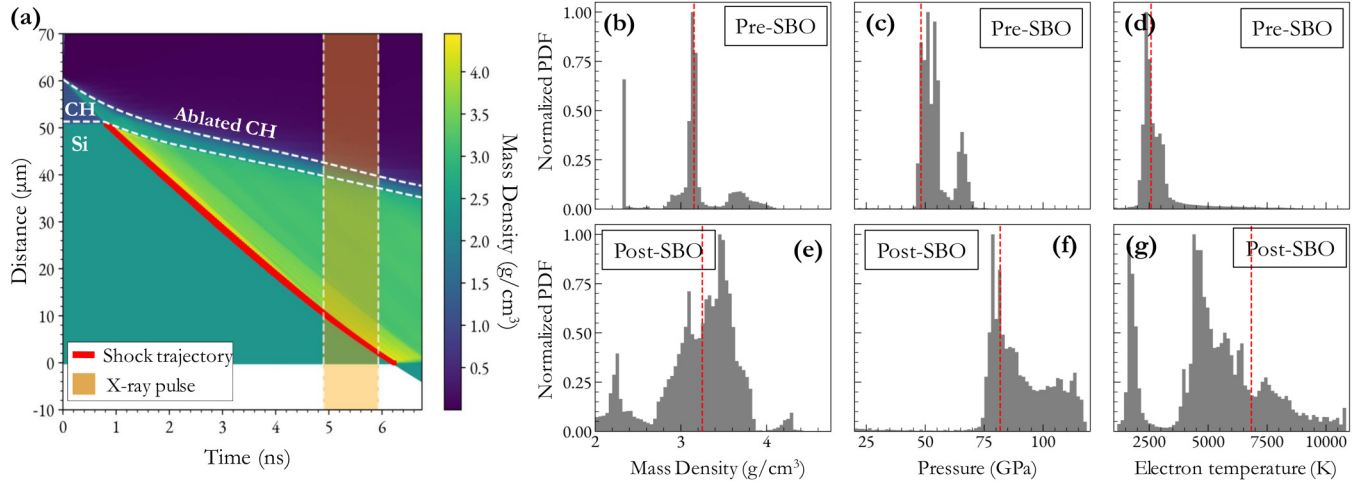 (a)
70
60
50
40
30
20
10
0
-10
Distance (μm)
CH
Si
Ablated CH
Shock trajectory
X-ray pulse
0
1
2
3
4
5
6
Time (ns)
4.0
3.5
3.0
2.5
2.0
1.5
1.0
0.5
Mass Density (g/cm³)
(b)
Pre-SBO
1.00
0.75
0.50
0.25
0.00
Normalized PDF
(c)
Pre-SBO
(d)
Pre-SBO
Post-SBO
(e)
1.00
0.75
0.50
0.25
0.00
Normalized PDF
2
3
4
Mass Density (g/cm³)
Post-SBO
(f)
25
50
75
100
Pressure (GPa)
(g)
Post-SBO
2500
5000
7500
10000
Electron temperature (K)